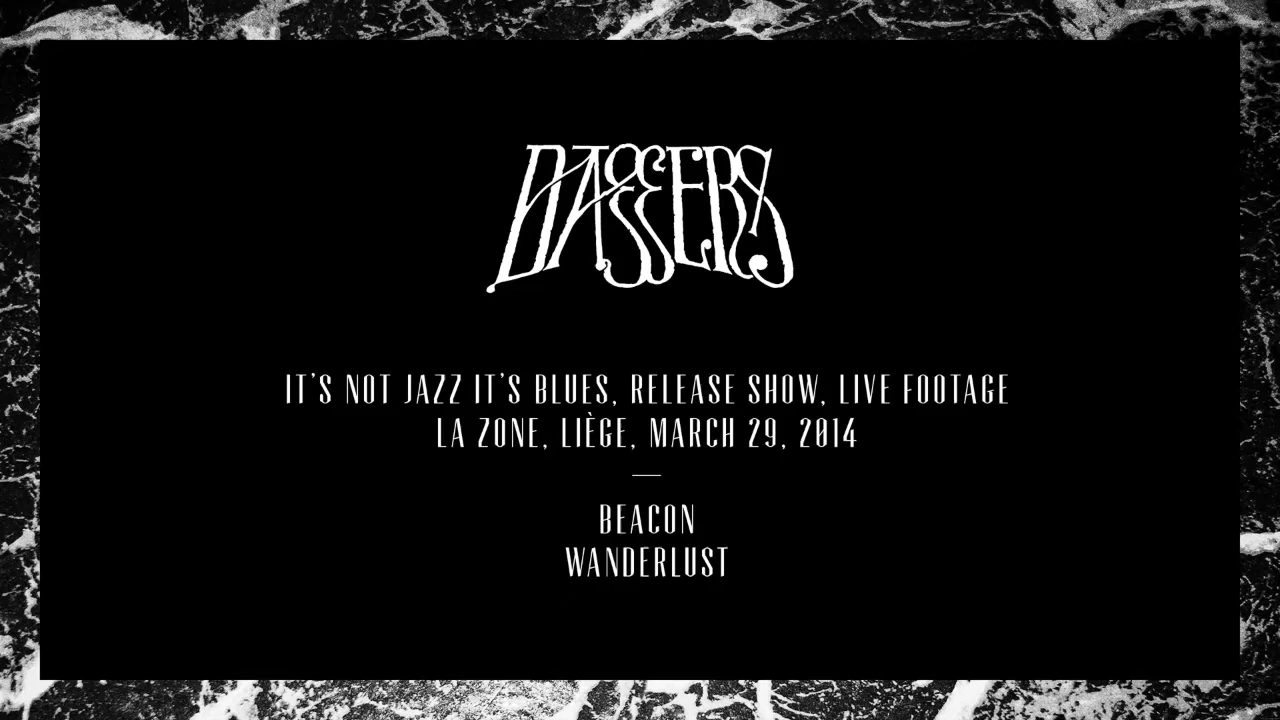 DAGGERS
IT'S NOT JAZZ IT'S BLUES, RELEASE SHOW, LIVE FOOTAGE
LA ZONE, LIÈGE, MARCH 29, 2014
—
BEACON
WANDERLUST